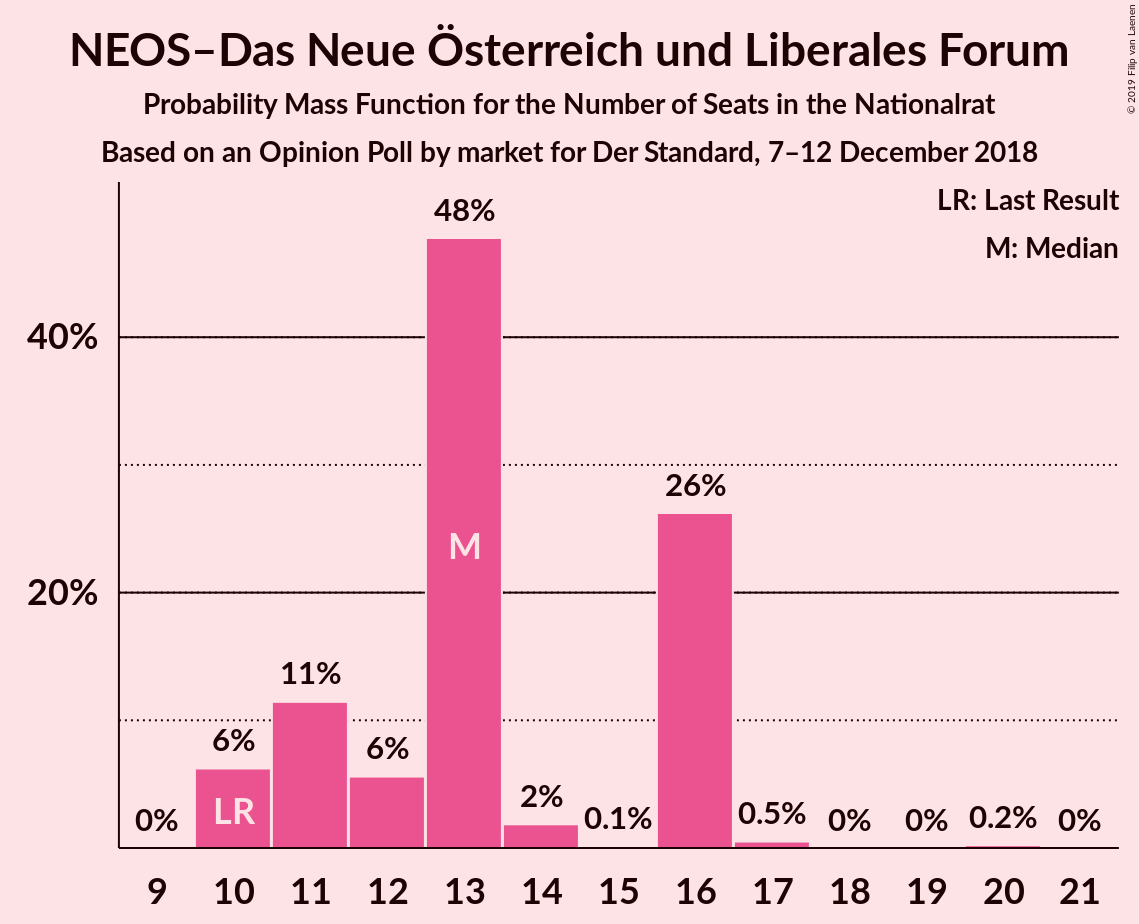 NEOS–Das Neue Österreich und Liberales Forum
Probability Mass Function for the Number of Seats in the Nationalrat
Based on an Opinion Poll by market for Der Standard, 7–12 December 2018
© 2019 Filip van Laenen
LR: Last Result
M: Median
48%
40%
26%
M
20%
11%
6%
6%
LR
2%
0%
0.1%
0.5%
0%
0%
0.2%
0%
9 10 11 12 13 14 15 16 17 18 19 20 21